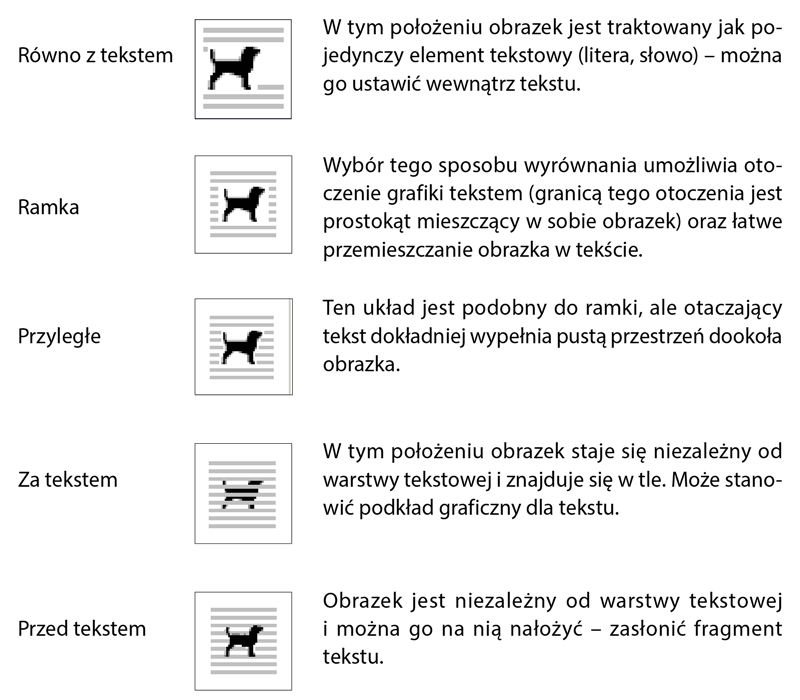 Równo z tekstem
W tym położeniu obrazek jest traktowany jak po-
jedynczy element tekstowy (litera, słowo) – można
go ustawić wewnątrz tekstu.
Ramka
Wybór tego sposobu wyrównania umożliwia oto-
czenie grafiki tekstem (granicą tego otoczenia jest
prostokąt mieszczący w sobie obrazek) oraz łatwe
przemieszczanie obrazka w tekście.
Przyległe
Ten układ jest podobny do ramki, ale otaczający
tekst dokładniej wypełnia pustą przestrzeń dookoła
obrazka.
Za tekstem
W tym położeniu obrazek staje się niezależny od
warstwy tekstowej i znajduje się w tle. Może stano-
wić podkład graficzny dla tekstu.
Przed tekstem
Obrazek jest niezależny od warstwy tekstowej
i można go na nią nałożyć – zasłonić fragment
tekstu.